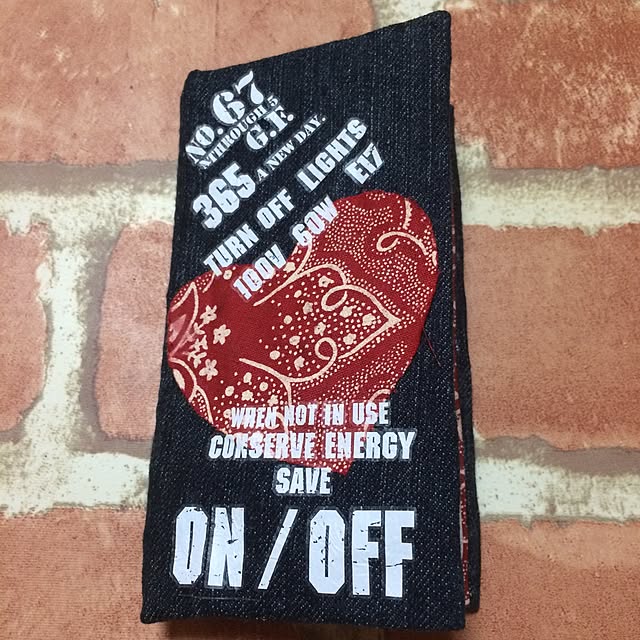 NO.67
THROUGH 5
G.F.
365 A NEW DAY.
TURN OFF LIGHTS
100V 60W E17
WHEN NOT IN USE
CONSERVE ENERGY
SAVE
ON / OFF